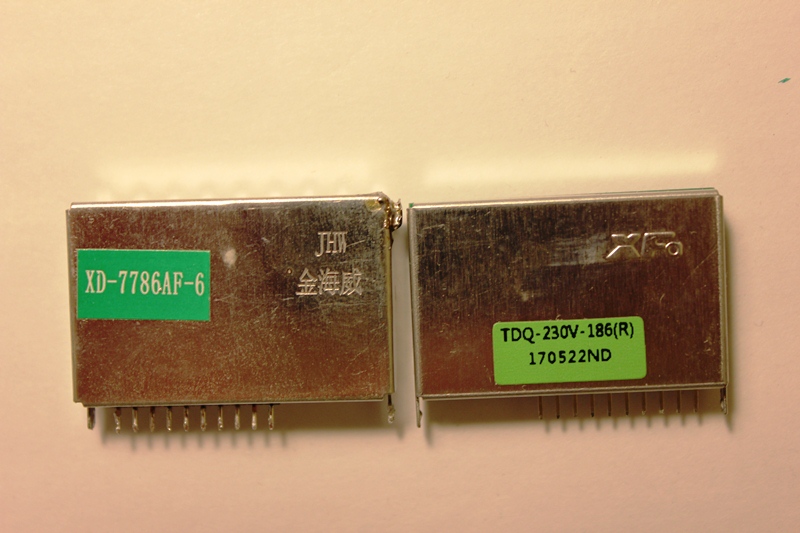 XD-7786AF-6
JHW
金海威
TDQ-230V-186(R)
170522ND